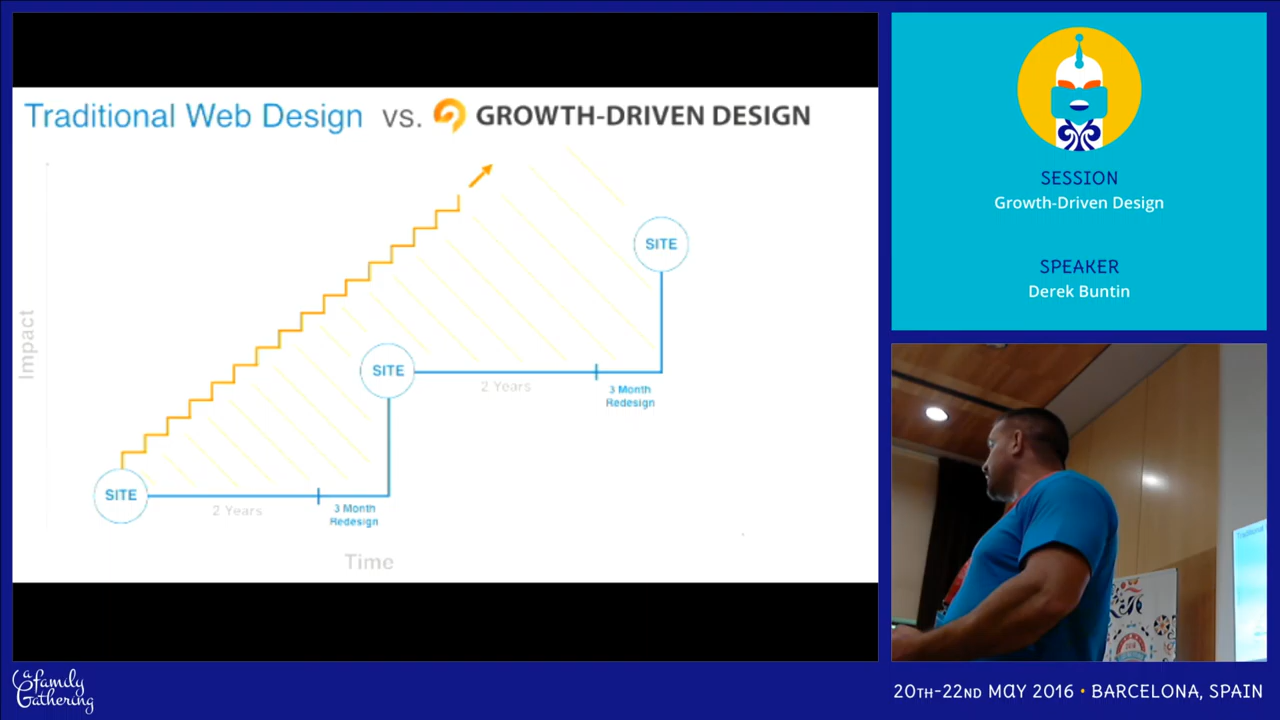 Traditional Web Design vs. GROWTH-DRIVEN DESIGN
Impact
SITE
SITE
2 Years
3 Month
Redesign
SITE
2 Years
3 Month
Redesign
Time
SESSION
Growth-Driven Design
SPEAKER
Derek Buntin
a family Gathering
20TH-22ND MAY 2016 • BARCELONA, SPAIN